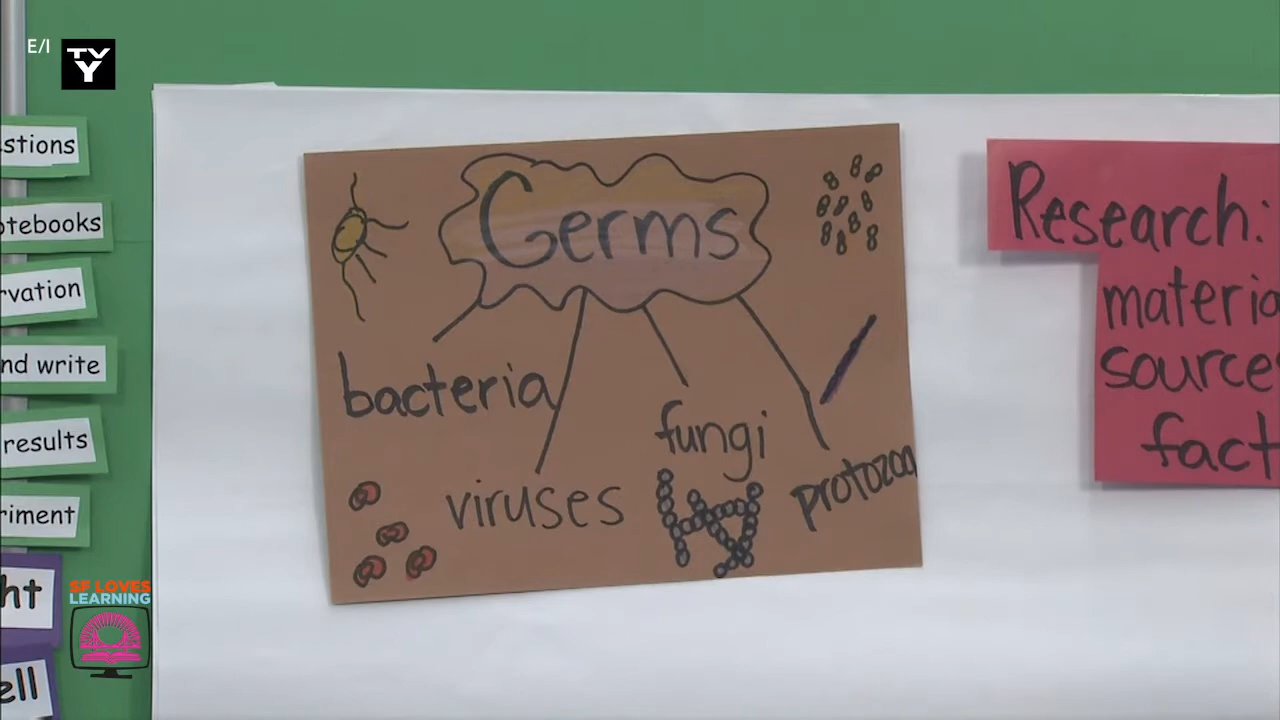 E/I
TV
Y
stions
otebooks
rvation
nd write
results
riment
ht
ell
SF LOVES
LEARNING
Germs
bacteria
viruses
fungi
protozoa
Research:
materia
source
fact